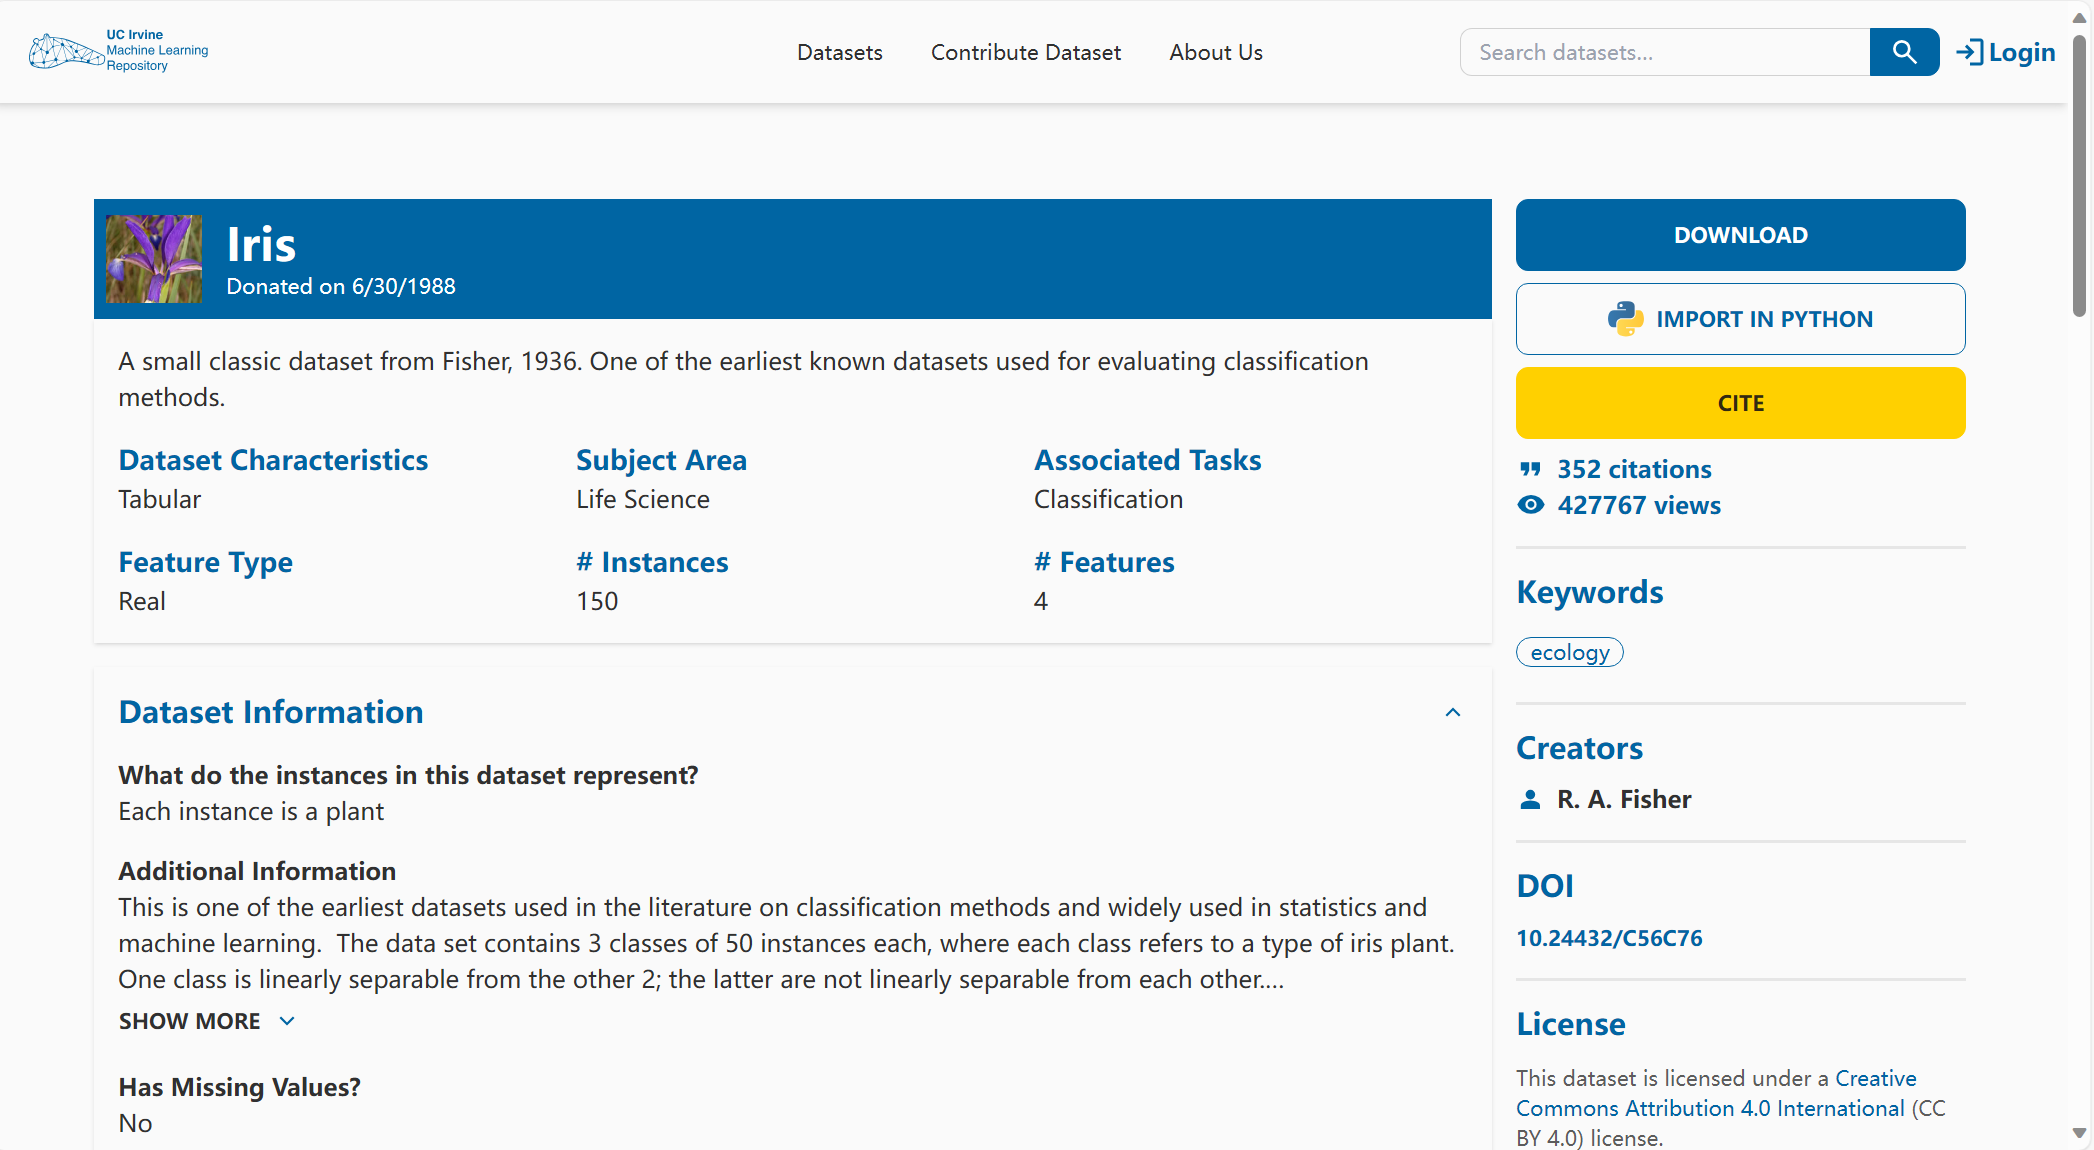 UC Irvine
Machine Learning
Repository
Datasets
Contribute Dataset
About Us
Search datasets...
Login
Iris
Donated on 6/30/1988
A small classic dataset from Fisher, 1936. One of the earliest known datasets used for evaluating classification
methods.
Dataset Characteristics
Tabular
Subject Area
Life Science
Associated Tasks
Classification
Feature Type
Real
# Instances
150
# Features
4
Dataset Information
What do the instances in this dataset represent?
Each instance is a plant
Additional Information
This is one of the earliest datasets used in the literature on classification methods and widely used in statistics and
machine learning.  The data set contains 3 classes of 50 instances each, where each class refers to a type of iris plant.
One class is linearly separable from the other 2; the latter are not linearly separable from each other....
SHOW MORE
Has Missing Values?
No
DOWNLOAD
IMPORT IN PYTHON
CITE
352 citations
427767 views
Keywords
ecology
Creators
R. A. Fisher
DOI
10.24432/C56C76
License
This dataset is licensed under a Creative
Commons Attribution 4.0 International (CC
BY 4.0) license.